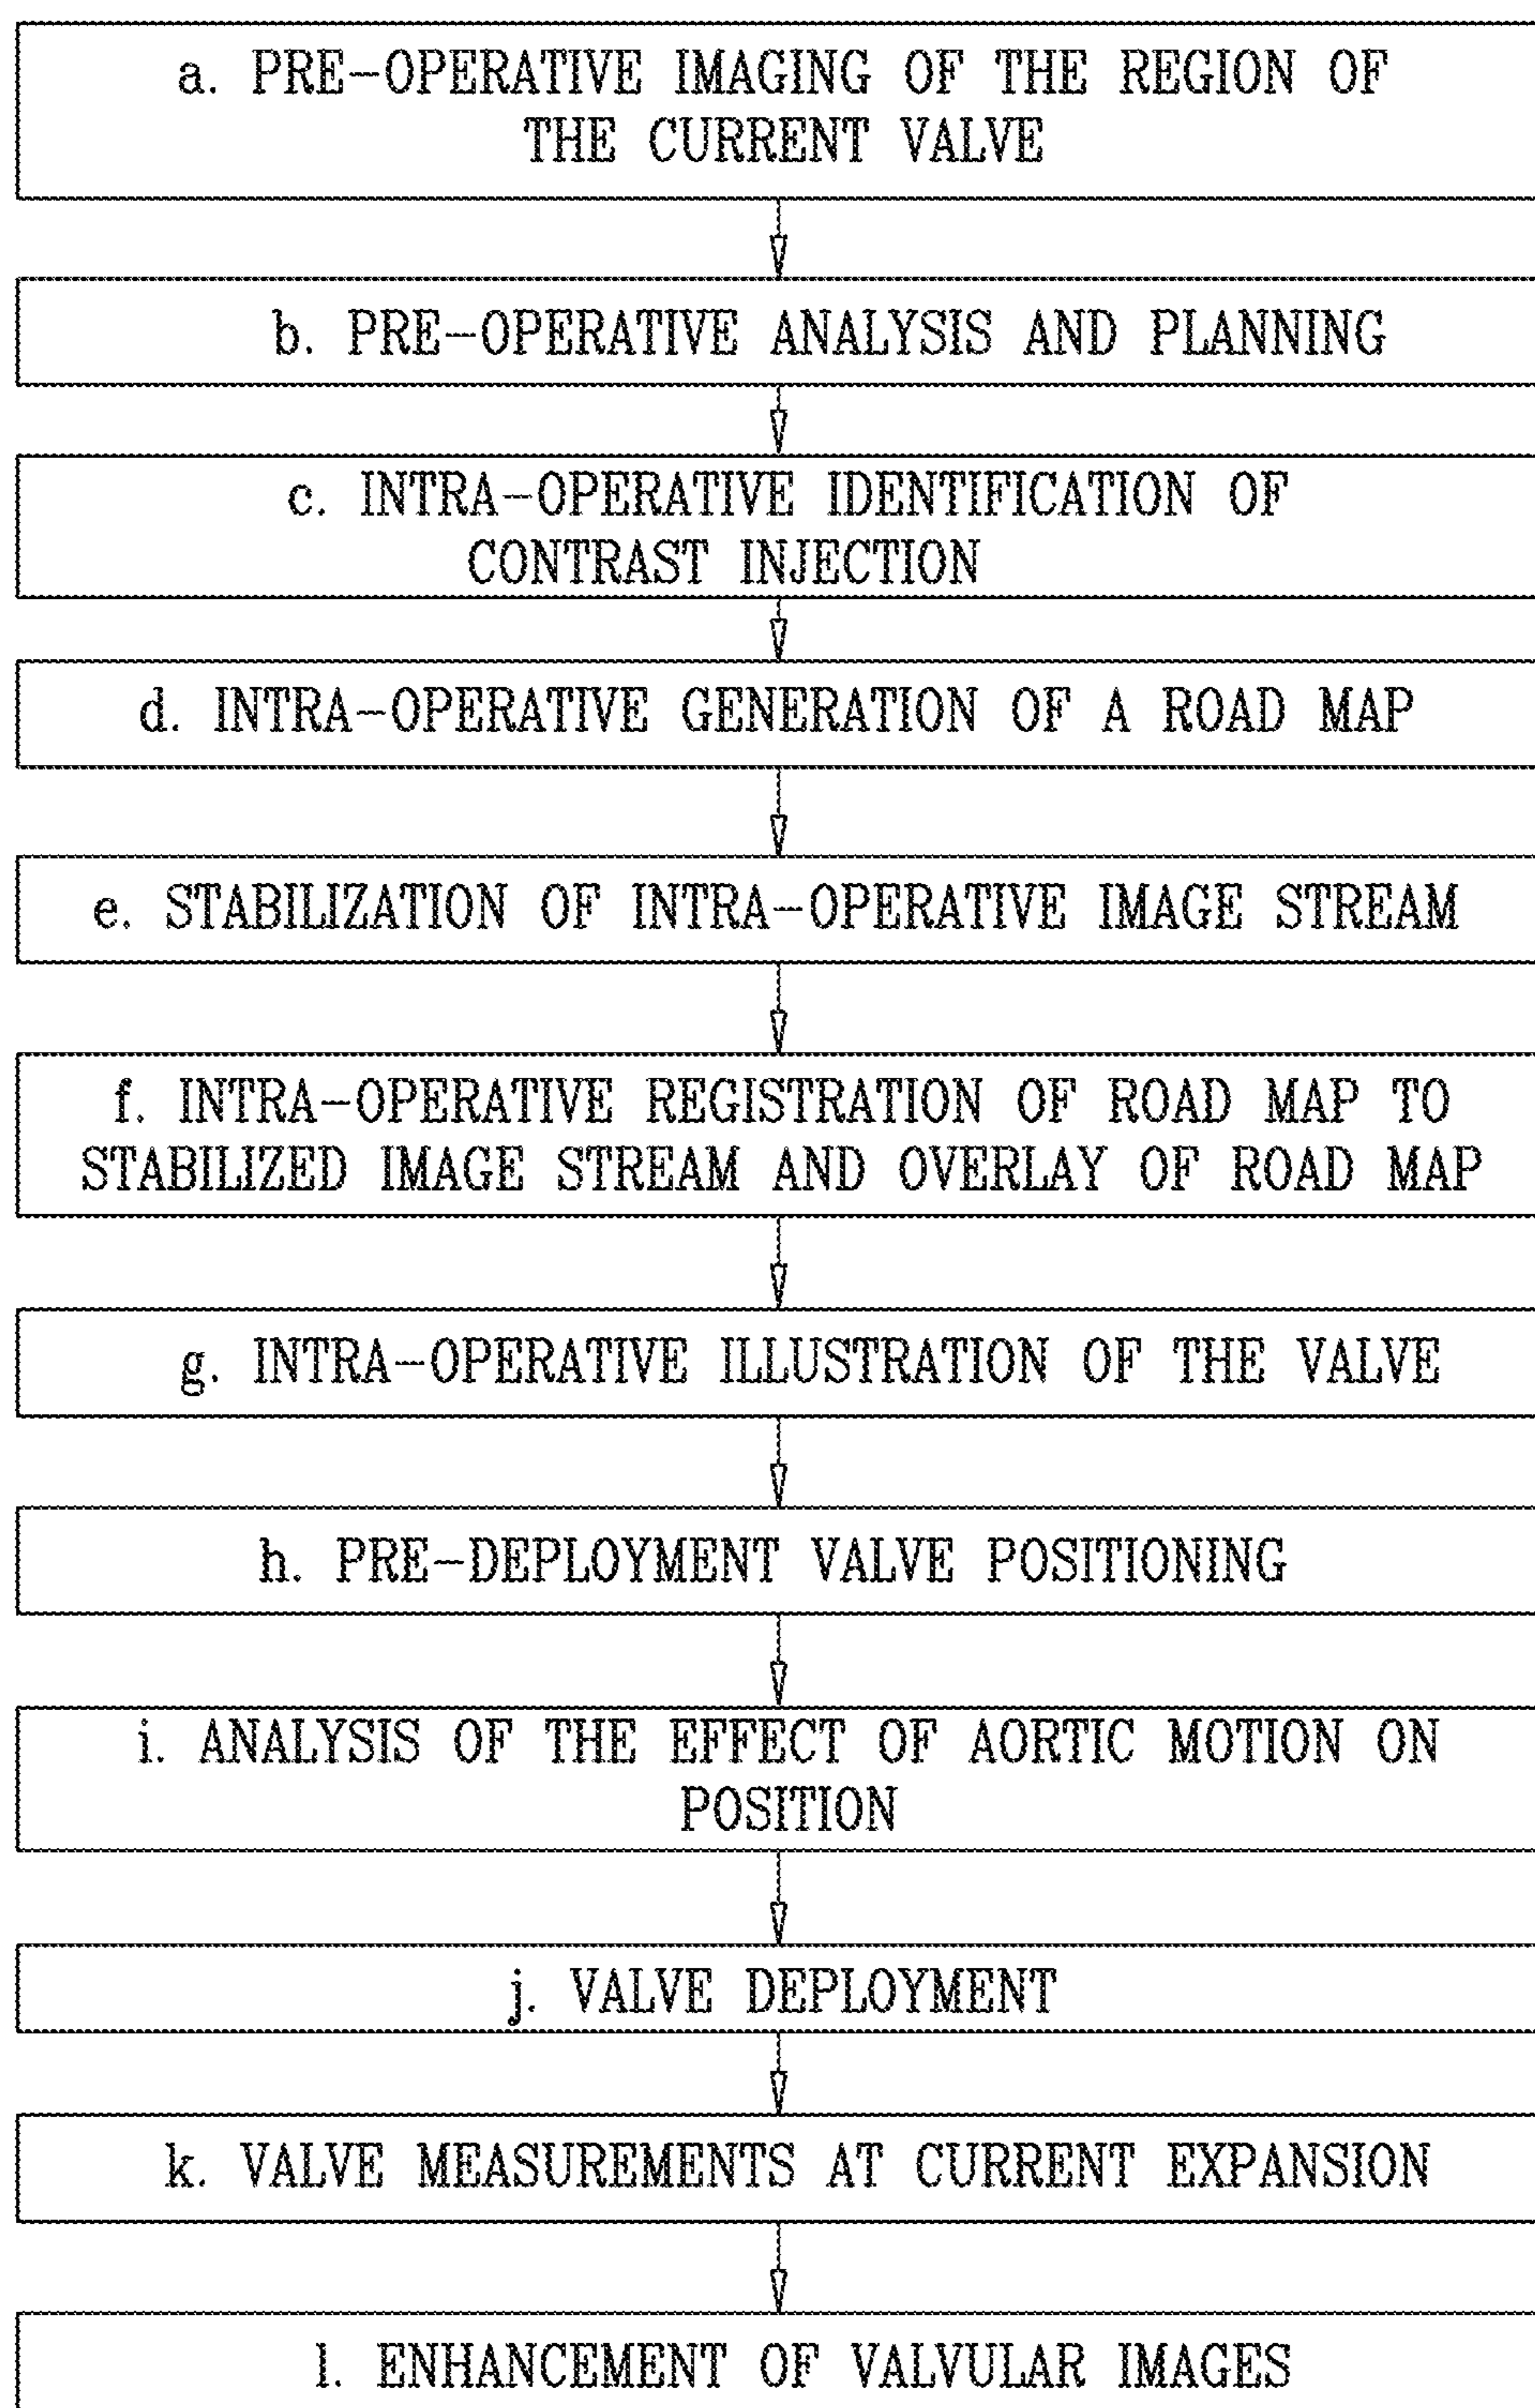 a. PRE-OPERATIVE IMAGING OF THE REGION OF
THE CURRENT VALVE
b. PRE-OPERATIVE ANALYSIS AND PLANNING
c. INTRA-OPERATIVE IDENTIFICATION OF
CONTRAST INJECTION
d. INTRA-OPERATIVE GENERATION OF A ROAD MAP
e. STABILIZATION OF INTRA-OPERATIVE IMAGE STREAM
f. INTRA-OPERATIVE REGISTRATION OF ROAD MAP TO
STABILIZED IMAGE STREAM AND OVERLAY OF ROAD MAP
g. INTRA-OPERATIVE ILLUSTRATION OF THE VALVE
h. PRE-DEPLOYMENT VALVE POSITIONING
i. ANALYSIS OF THE EFFECT OF AORTIC MOTION ON
POSITION
j. VALVE DEPLOYMENT
k. VALVE MEASUREMENTS AT CURRENT EXPANSION
l. ENHANCEMENT OF VALVULAR IMAGES